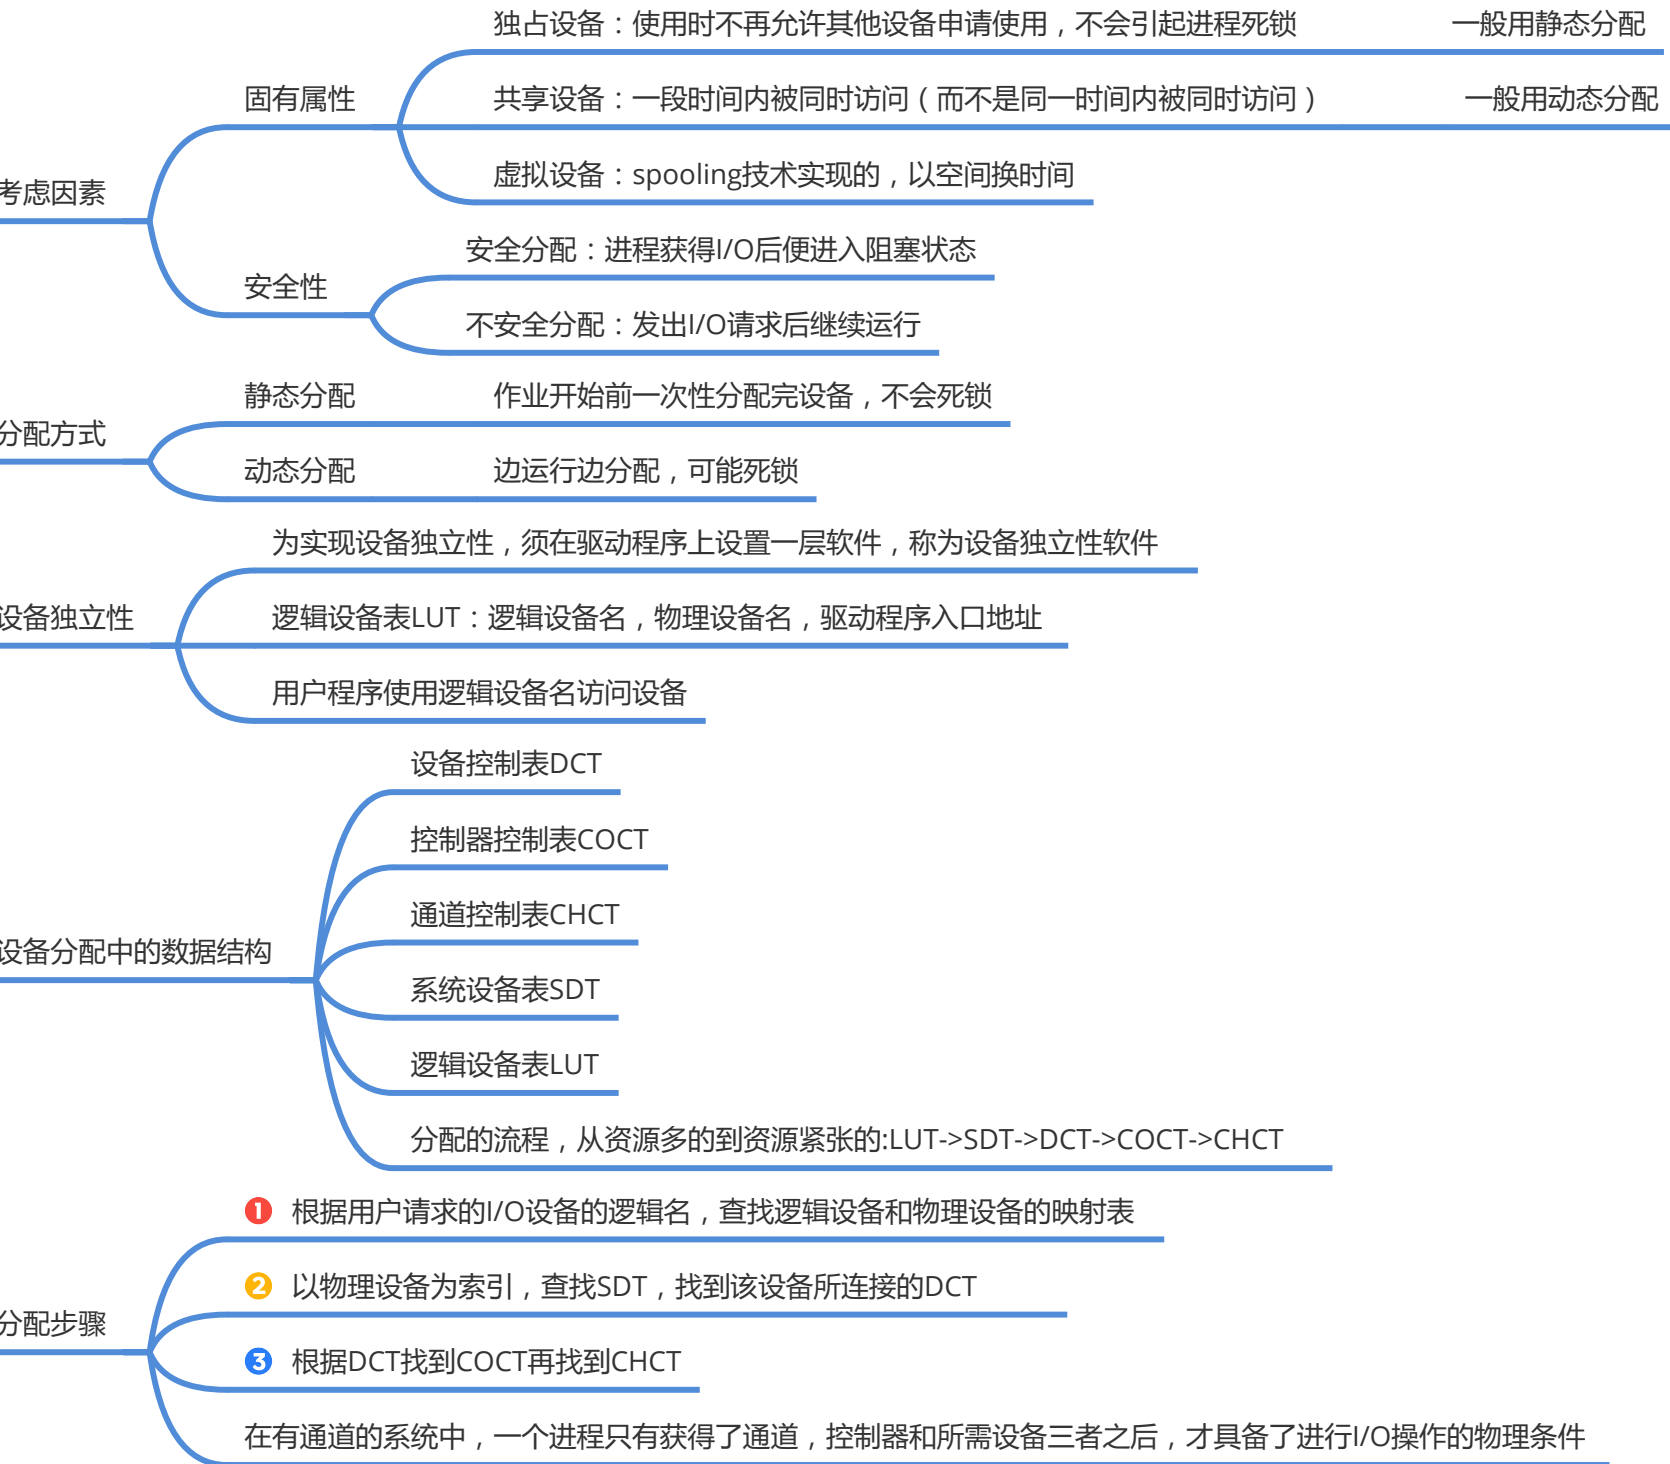 独占设备：使用时不再允许其他设备申请使用，不会引起进程死锁 一般用静态分配
固有属性 共享设备：一段时间内被同时访问（而不是同一时间内被同时访问） 一般用动态分配
虚拟设备：spooling技术实现的，以空间换时间
考虑因素
安全分配：进程获得I/O后便进入阻塞状态
安全性
不安全分配：发出I/O请求后继续运行
静态分配 作业开始前一次性分配完设备，不会死锁
分配方式
动态分配 边运行边分配，可能死锁
为实现设备独立性，须在驱动程序上设置一层软件，称为设备独立性软件
设备独立性 逻辑设备表LUT：逻辑设备名，物理设备名，驱动程序入口地址
用户程序使用逻辑设备名访问设备
设备控制表DCT
控制器控制表COCT
通道控制表CHCT
设备分配中的数据结构
系统设备表SDT
逻辑设备表LUT
分配的流程，从资源多的到资源紧张的:LUT->SDT->DCT->COCT->CHCT
1 根据用户请求的I/O设备的逻辑名，查找逻辑设备和物理设备的映射表
2 以物理设备为索引，查找SDT，找到该设备所连接的DCT
分配步骤
3 根据DCT找到COCT再找到CHCT
在有通道的系统中，一个进程只有获得了通道，控制器和所需设备三者之后，才具备了进行I/O操作的物理条件